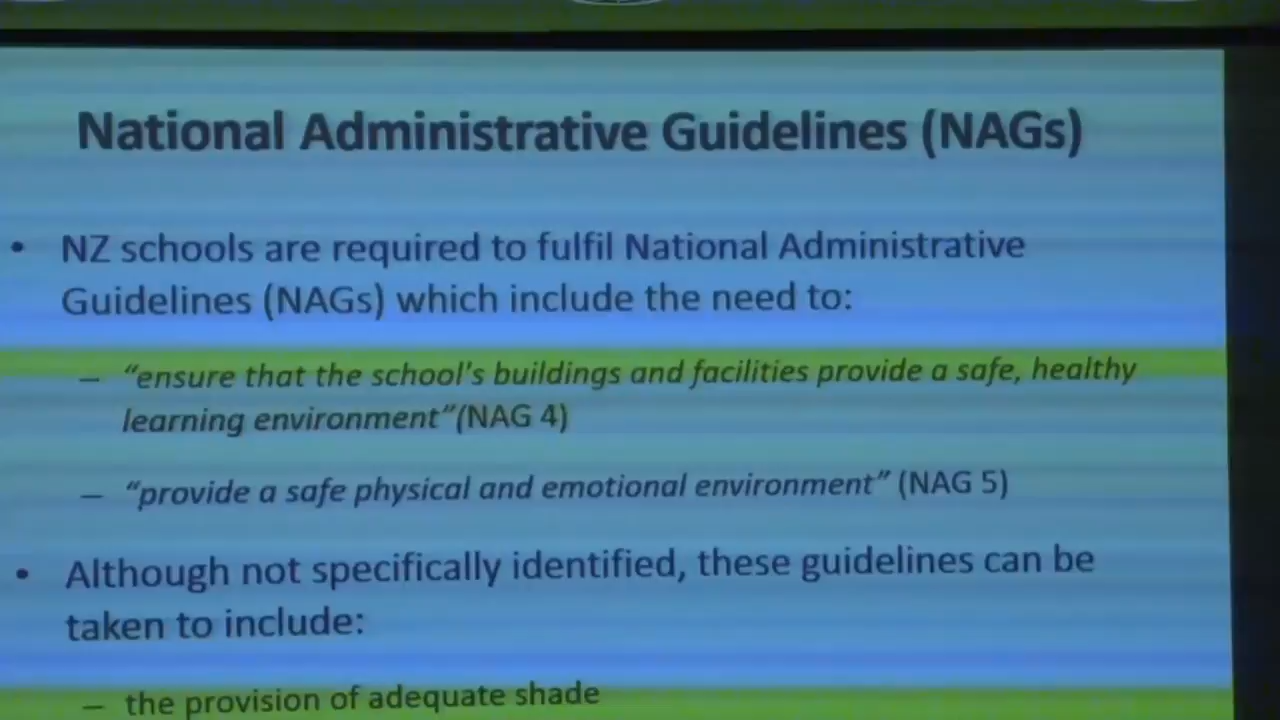 National Administrative Guidelines (NAGs)
• NZ schools are required to fulfil National Administrative
Guidelines (NAGs) which include the need to:
– “ensure that the school's buildings and facilities provide a safe, healthy
learning environment”(NAG 4)
– “provide a safe physical and emotional environment” (NAG 5)
• Although not specifically identified, these guidelines can be
taken to include:
– the provision of adequate shade